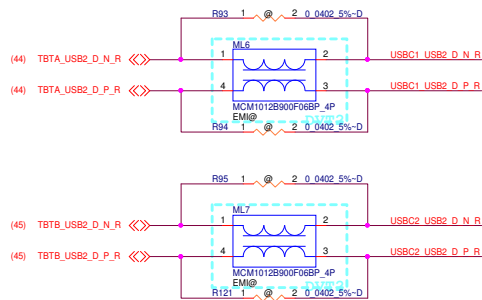 R93 1 @ 2 0_0402_5%~D
ML6
(44) TBTA_USB2_D_N_R 1 2 USBC1_USB2_D_N_R
(44) TBTA_USB2_D_P_R 4 3 USBC1_USB2_D_P_R
MCM1012B900F06BP_4P
EMI@
R94 1 @ 2 0_0402_5%~D
R95 1 @ 2 0_0402_5%~D
ML7
(45) TBTB_USB2_D_N_R 1 2 USBC2_USB2_D_N_R
(45) TBTB_USB2_D_P_R 4 3 USBC2_USB2_D_P_R
MCM1012B900F06BP_4P
EMI@
R121 1 @ 2 0_0402_5%~D